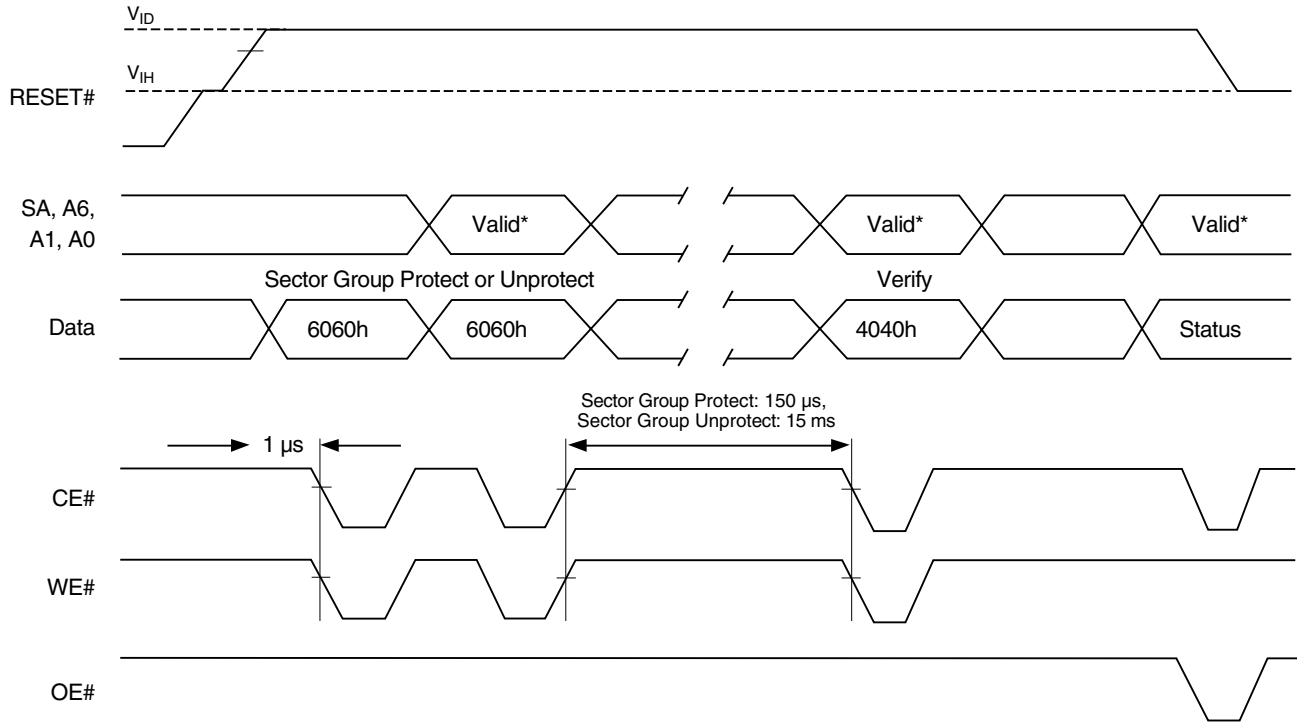 VID
VIH
RESET#
SA, A6,
A1, A0
Valid*
Valid*
Valid*
Sector Group Protect or Unprotect
Verify
Data
6060h
6060h
4040h
Status
Sector Group Protect: 150 µs,
Sector Group Unprotect: 15 ms
1 µs
CE#
WE#
OE#